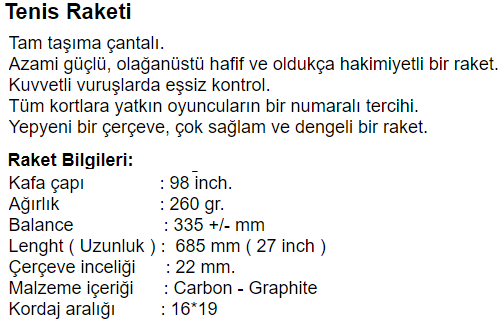 Tenis Raketi
Tam taşıma çantalı.
Azami güçlü, olağanüstü hafif ve oldukça hakimiyetli bir raket.
Kuvvetli vuruşlarda eşsiz kontrol.
Tüm kortlara yatkın oyuncuların bir numaralı tercihi.
Yepyeni bir çerçeve, çok sağlam ve dengeli bir raket.
Raket Bilgileri:
Kafa çapı : 98 inch.
Ağırlık : 260 gr.
Balance : 335 +/- mm
Lenght ( Uzunluk ) : 685 mm ( 27 inch )
Çerçeve inceliği : 22 mm.
Malzeme içeriği : Carbon - Graphite
Kordaj aralığı : 16*19